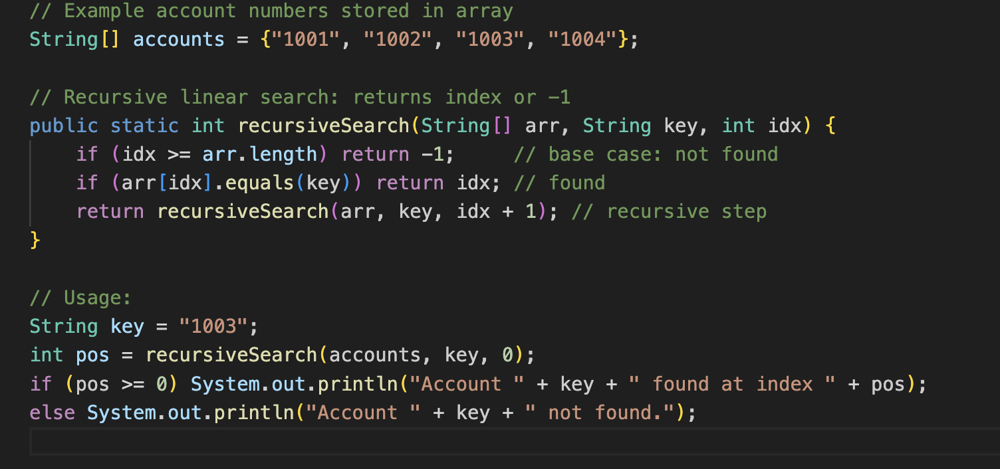 // Example account numbers stored in array
String[] accounts = {"1001", "1002", "1003", "1004"};
// Recursive linear search: returns index or -1
public static int recursiveSearch(String[] arr, String key, int idx) {
    if (idx >= arr.length) return -1;     // base case: not found
    if (arr[idx].equals(key)) return idx; // found
    return recursiveSearch(arr, key, idx + 1); // recursive step
}
// Usage:
String key = "1003";
int pos = recursiveSearch(accounts, key, 0);
if (pos >= 0) System.out.println("Account " + key + " found at index " + pos);
else System.out.println("Account " + key + " not found.");